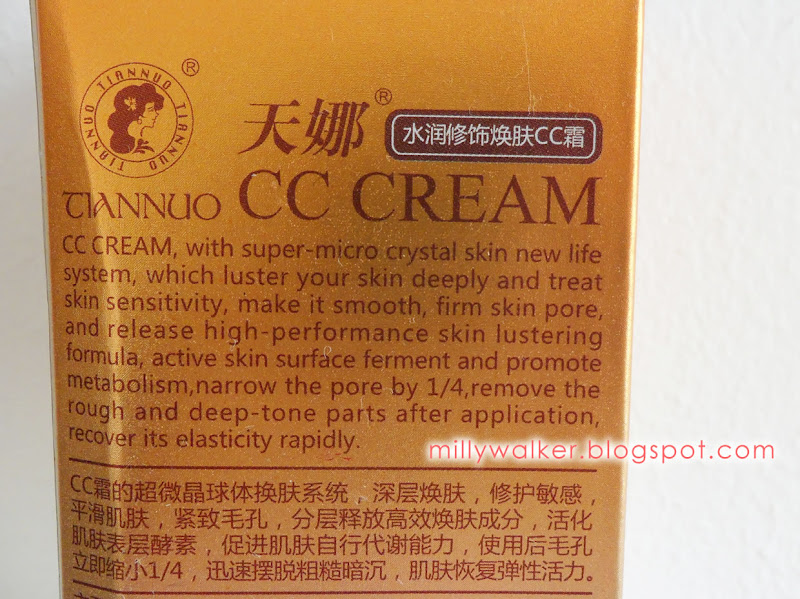 TIANNUO TIANNUO TIANNUO
®
天娜®
水润修饰焕肤CC霜
TIANNUO CC CREAM
CC CREAM, with super-micro crystal skin new life
system, which luster your skin deeply and treat
skin sensitivity, make it smooth, firm skin pore,
and release high-performance skin lustering
formula, active skin surface ferment and promote
metabolism,narrow the pore by 1/4,remove the
rough and deep-tone parts after application,
recover its elasticity rapidly.
millywalker.blogspot.com
CC霜的超微晶球体换肤系统，深层焕肤，修护敏感，
平滑肌肤，紧致毛孔，分层释放高效焕肤成分，活化
肌肤表层酵素，促进肌肤自行代谢能力，使用后毛孔
立即缩小1/4，迅速摆脱粗糙暗沉，肌肤恢复弹性活力。